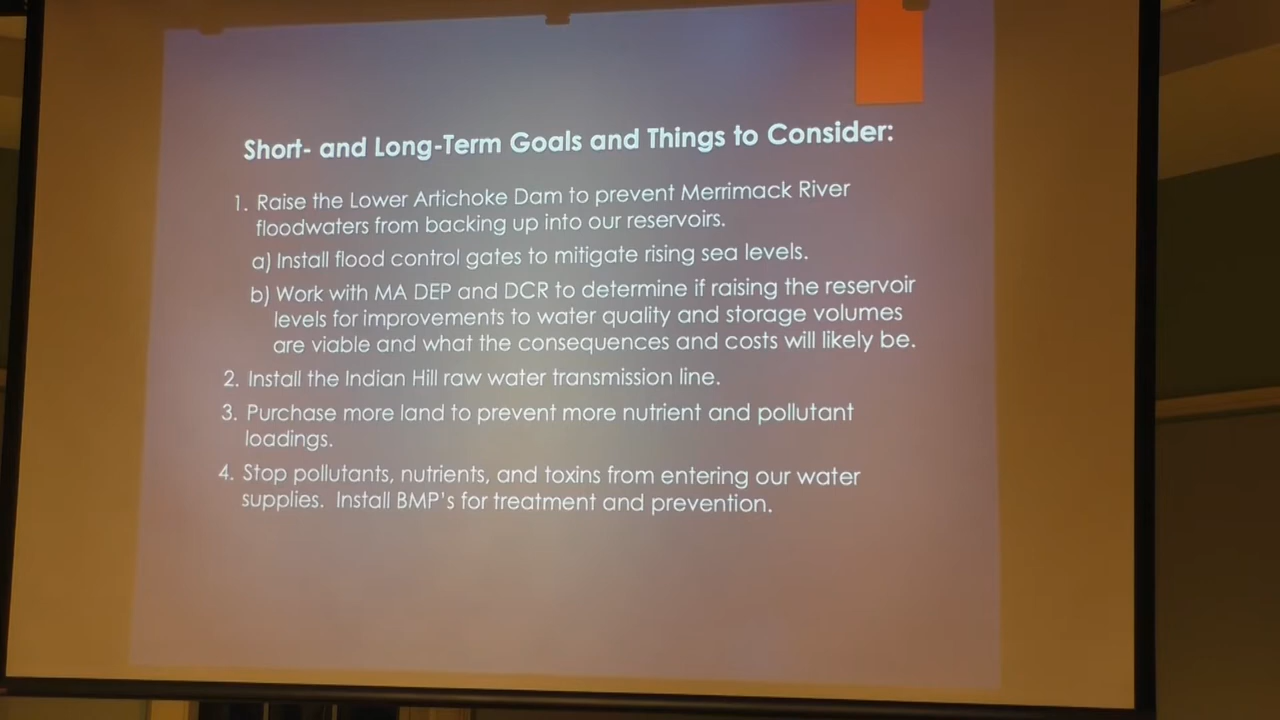 Short- and Long-Term Goals and Things to Consider:
1. Raise the Lower Artichoke Dam to prevent Merrimack River
floodwaters from backing up into our reservoirs.
a) Install flood control gates to mitigate rising sea levels.
b) Work with MA DEP and DCR to determine if raising the reservoir
levels for improvements to water quality and storage volumes
are viable and what the consequences and costs will likely be.
2. Install the Indian Hill raw water transmission line.
3. Purchase more land to prevent more nutrient and pollutant
loadings.
4. Stop pollutants, nutrients, and toxins from entering our water
supplies. Install BMP's for treatment and prevention.